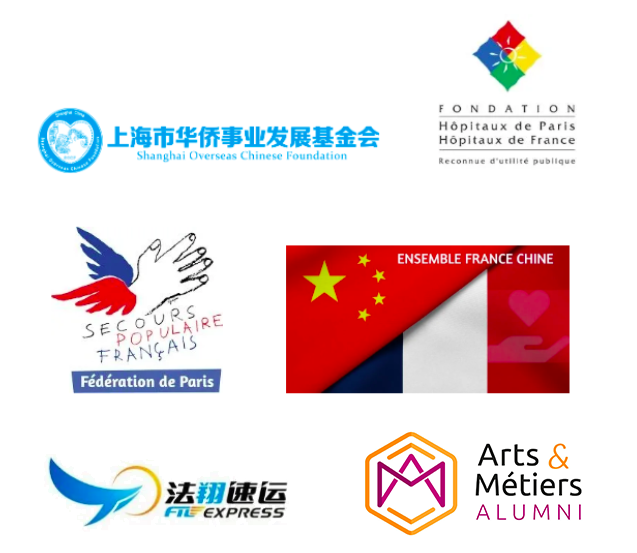 上海市华侨事业发展基金会
Shanghai Overseas Chinese Foundation
FONDATION
Hôpitaux de Paris
Hôpitaux de France
Reconnue d'utilité publique
SECOURS
POPULAIRE
FRANÇAIS
Fédération de Paris
ENSEMBLE FRANCE CHINE
法翔速运
FTL EXPRESS
Arts &
Métiers
ALUMNI